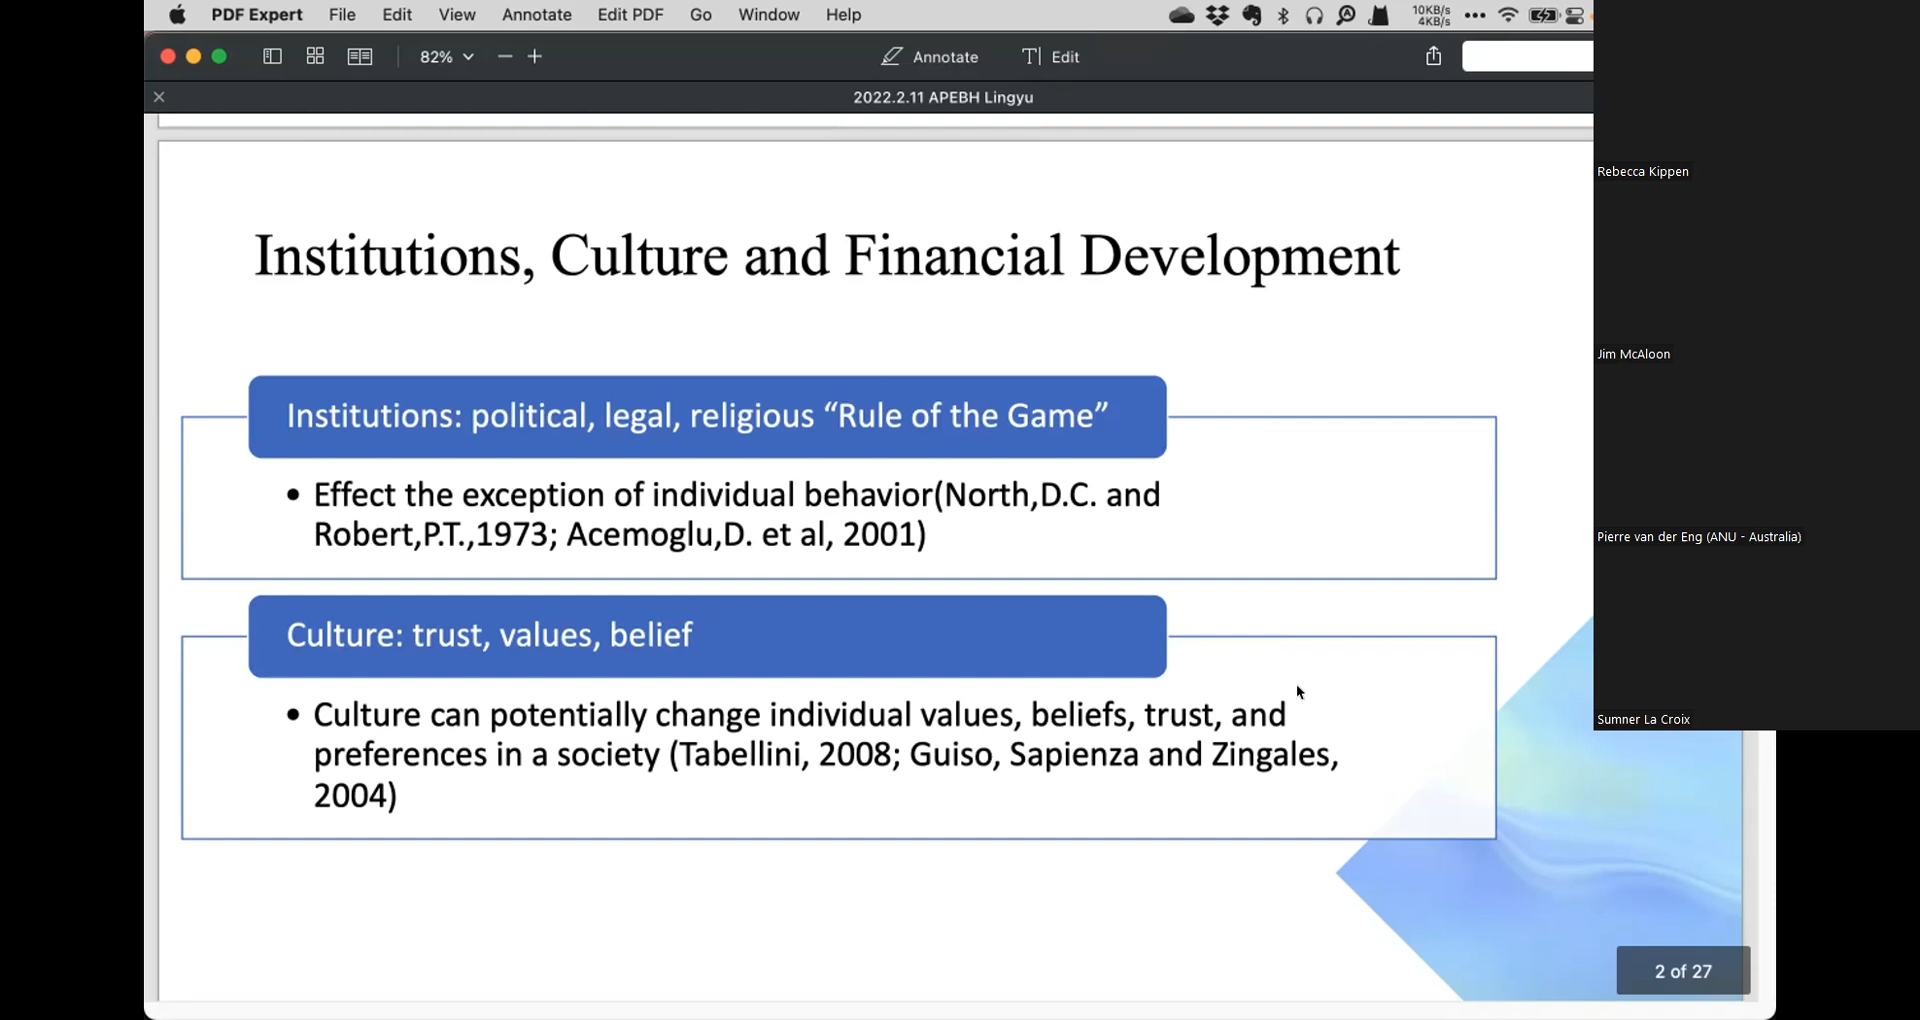 PDF Expert File Edit View Annotate Edit PDF Go Window Help
10KB/s
4KB/s
82%
Annotate
Edit
2022.2.11 APEBH Lingyu
Institutions, Culture and Financial Development
Institutions: political, legal, religious “Rule of the Game”
• Effect the exception of individual behavior(North,D.C. and
Robert,P.T.,1973; Acemoglu,D. et al, 2001)
Culture: trust, values, belief
• Culture can potentially change individual values, beliefs, trust, and
preferences in a society (Tabellini, 2008; Guiso, Sapienza and Zingales,
2004)
2 of 27
Rebecca Kippen
Jim McAloon
Pierre van der Eng (ANU - Australia)
Sumner La Croix